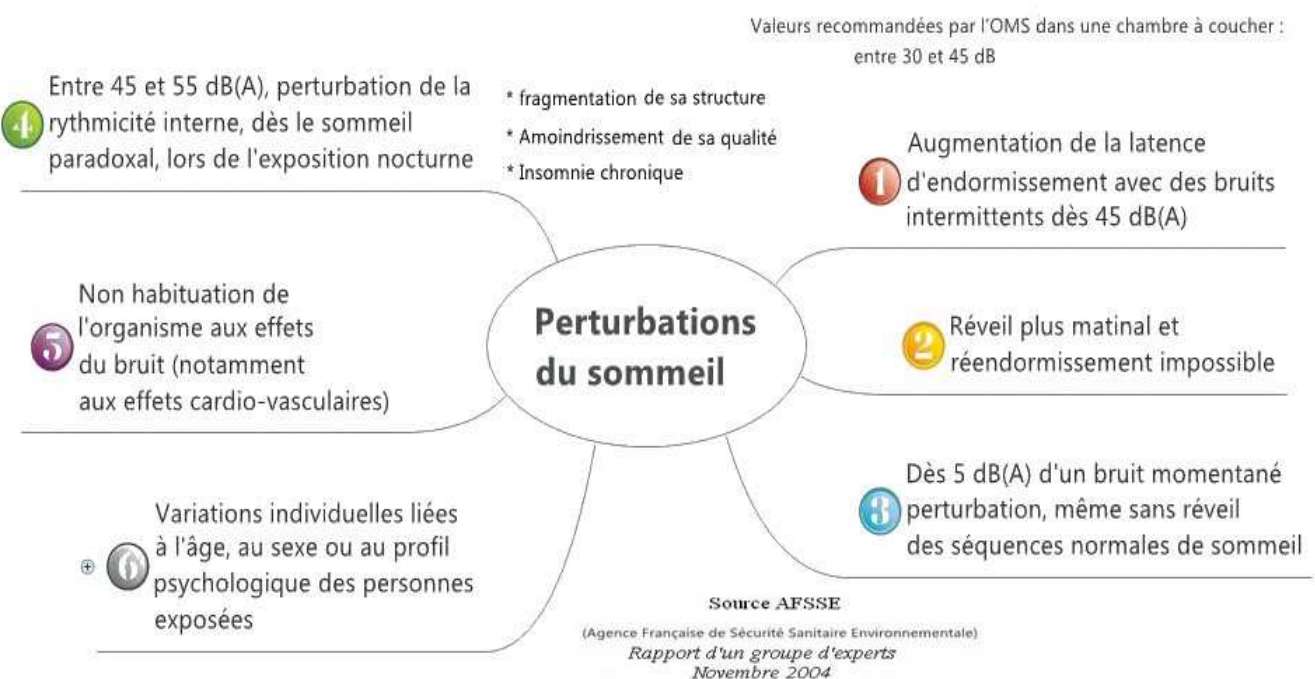 Valeurs recommandées par l'OMS dans une chambre à coucher :
entre 30 et 45 dB
Entre 45 et 55 dB(A), perturbation de la
4 rythmicité interne, dès le sommeil
paradoxal, lors de l'exposition nocturne
* fragmentation de sa structure
* Amoindrissement de sa qualité
* Insomnie chronique
Augmentation de la latence
1 d'endormissement avec des bruits
intermittents dès 45 dB(A)
Perturbations
du sommeil
Non habituation de
5 l'organisme aux effets
du bruit (notamment
aux effets cardio-vasculaires)
2 Réveil plus matinal et
réendormissement impossible
Dès 5 dB(A) d'un bruit momentané
3 perturbation, même sans réveil
des séquences normales de sommeil
Variations individuelles liées
6 à l'âge, au sexe ou au profil
psychologique des personnes
exposées
Source AFSSE
(Agence Française de Sécurité Sanitaire Environnementale)
Rapport d'un groupe d'experts
Novembre 2004